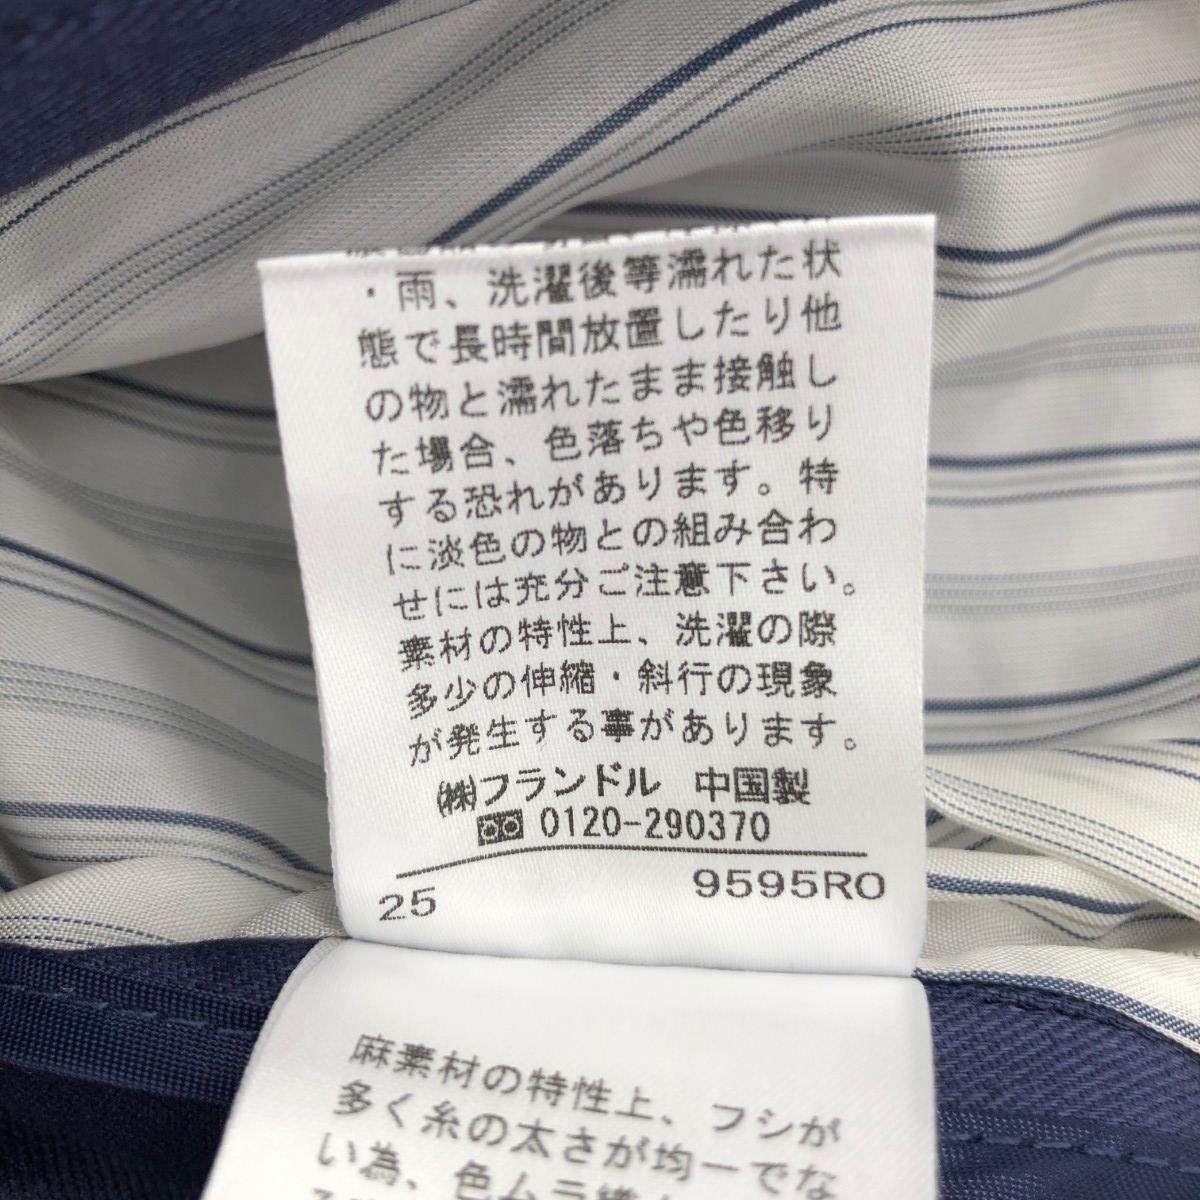 ・雨、洗濯後等濡れた状
態で長時間放置したり他
の物と濡れたまま接触し
た場合、色落ちや色移り
する恐れがあります。特
に淡色の物との組み合わ
せには充分ご注意下さい。
素材の特性上、洗濯の際
多少の伸縮・斜行の現象
が発生する事があります。
㈱フランドル 中国製
0120-290370
25 9595R0
麻素材の特性上、フシが
多く糸の太さが均一でな
い為、色ムラ